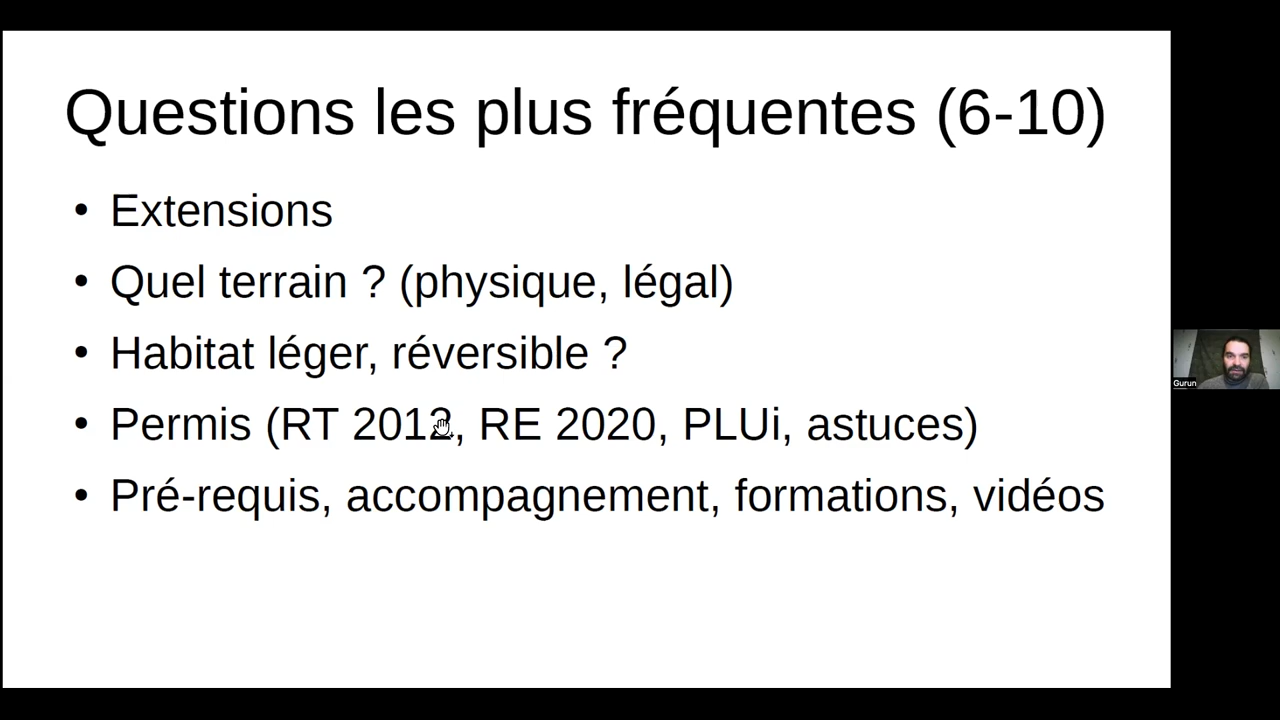 Questions les plus fréquentes (6-10)
• Extensions
• Quel terrain ? (physique, légal)
• Habitat léger, réversible ?
• Permis (RT 2012, RE 2020, PLUi, astuces)
• Pré-requis, accompagnement, formations, vidéos
Gurun